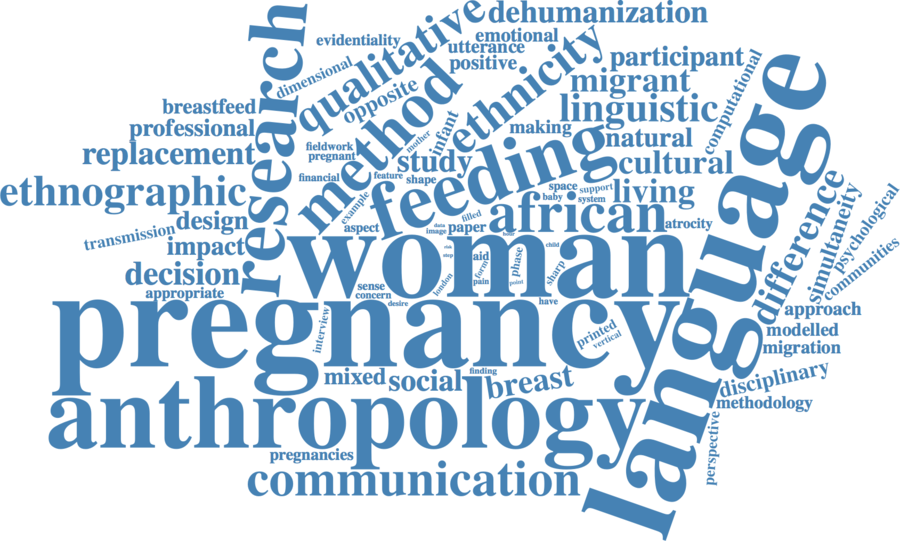 dehumanization
research
qualitative
emotional
evidentiality
utterance
positive
ethnicity
participant
dimensional
opposite
migrant
computational
language
breastfeed
method
linguistic
professional
infant
making
natural
mother
fieldwork
pregnant
replacement
study
feeding
cultural
financial
feature
shape
space
support
baby
system
living
ethnographic
example
african
difference
simultaneity
psychological
design
aspect
filled
data
image
paper
atrocity
transmission
impact
woman
child
risk
step
aid
phase
communities
decision
form
sharp
sense
pain
point
london
appropriate
concern
desire
have
pregnancy
approach
interview
printed
vertical
modelled
migration
mixed
social
finding
breast
disciplinary
anthropology
methodology
perspective
pregnancies
communication